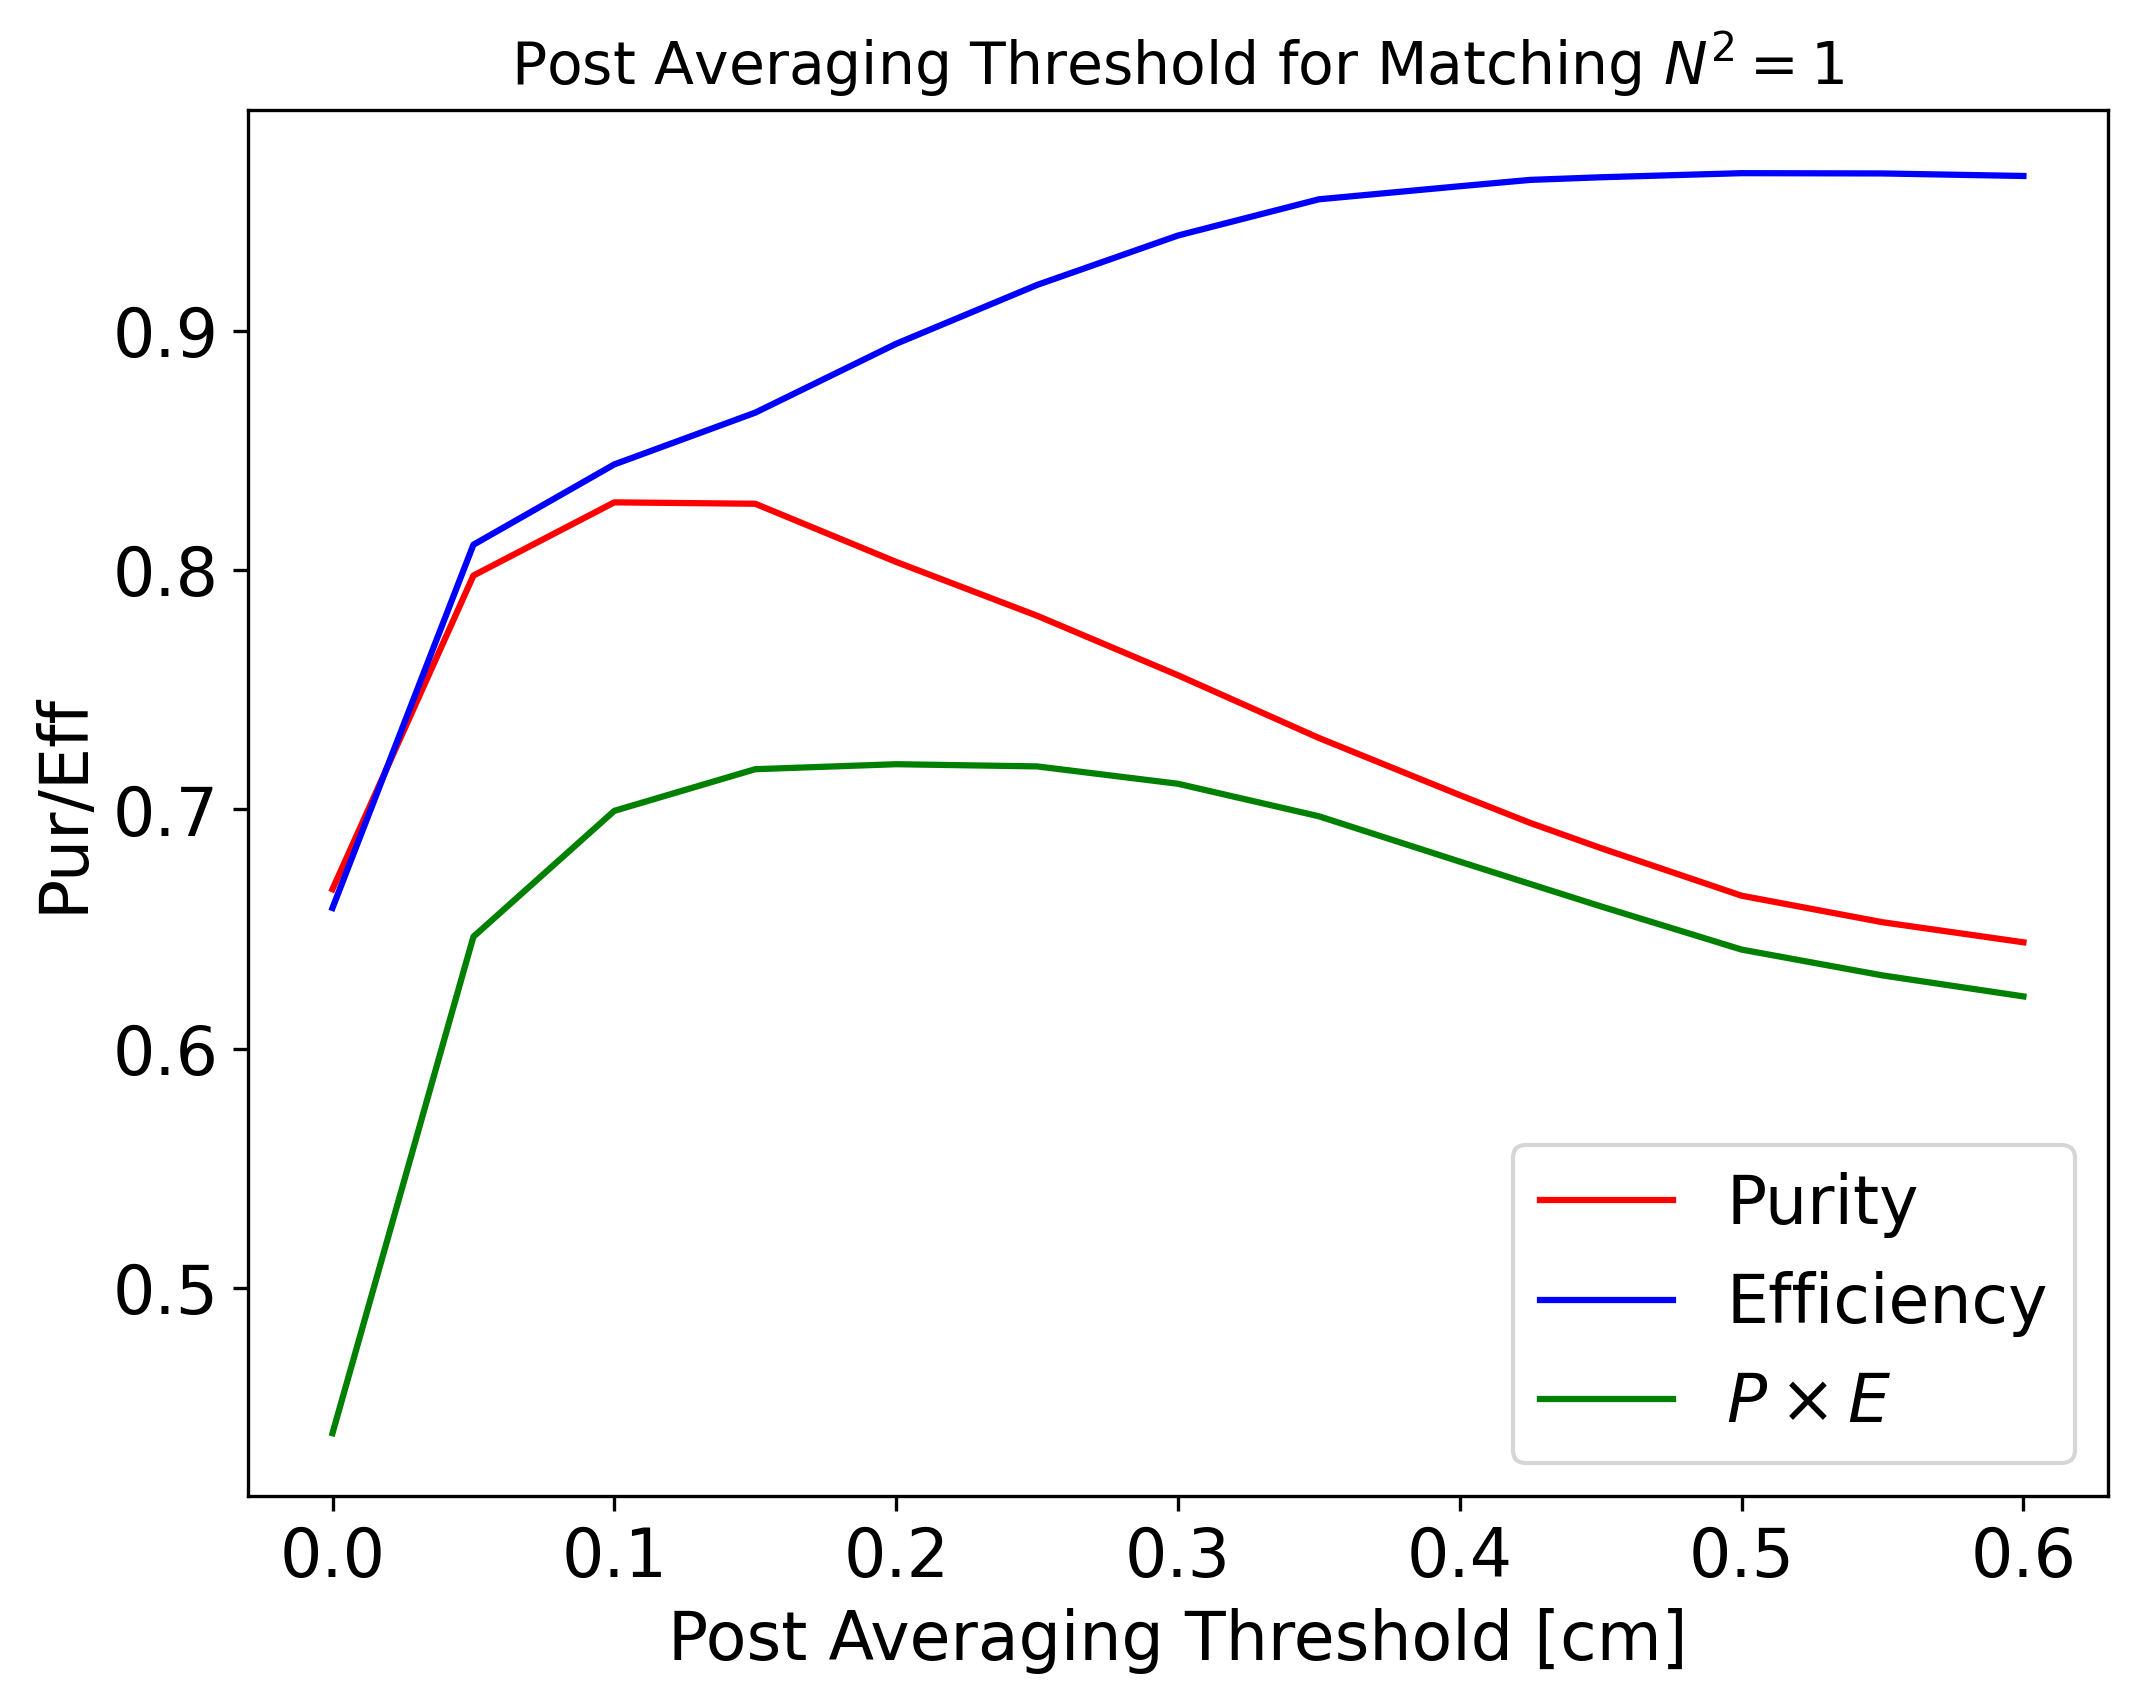 Post Averaging Threshold for Matching N² = 1
Pur/Eff
0.9
0.8
0.7
0.6
0.5
Purity
Efficiency
P × E
0.0 0.1 0.2 0.3 0.4 0.5 0.6
Post Averaging Threshold [cm]